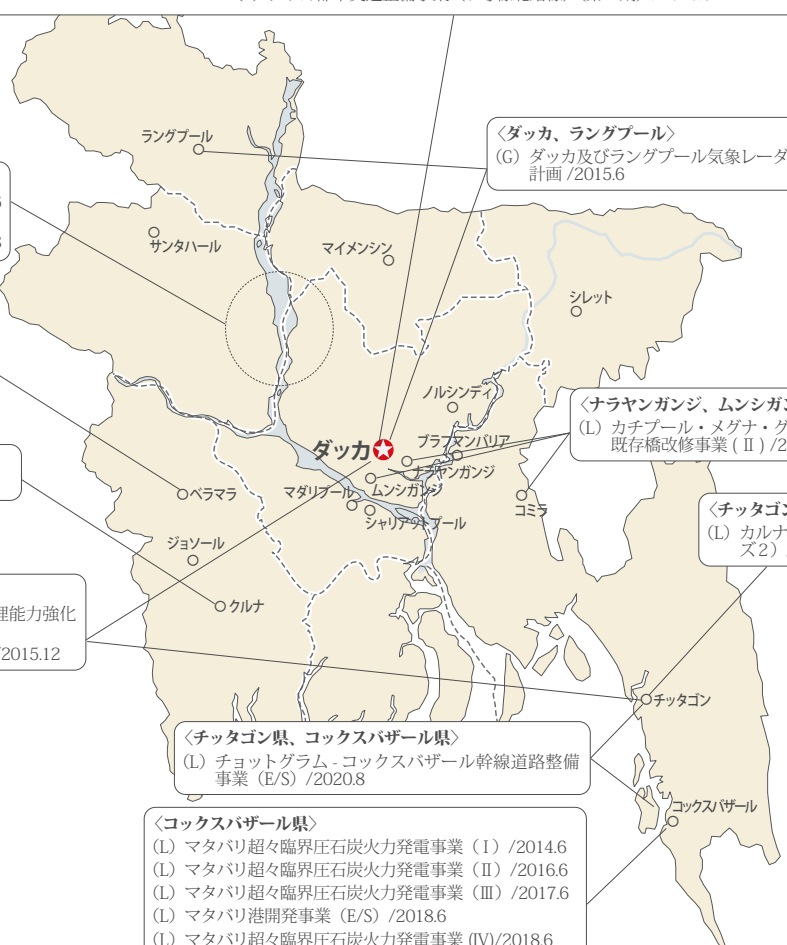 ラングプール
〈ダッカ、ラングプール〉
(G) ダッカ及びラングプール気象レーダ
計画 /2015.6
サンタハール
マイメンシン
シレット
ノルシンディ
〈ナラヤンガンジ、ムンシガン
(L) カチプール・メグナ・グ
既存橋改修事業 ( Ⅱ ) /2
ダッカ
ブラフマンバリア
ナラヤンガンジ
ベラマラ
マダリプール
ムンシガンジ
コミラ
シャリアットプール
〈チッタゴン
(L) カルナ
ズ2)
ジョソール
クルナ
理能力強化
/2015.12
チッタゴン
〈チッタゴン県、コックスバザール県〉
(L) チョットグラム - コックスバザール幹線道路整備
事業 (E/S) /2020.8
コックスバザール
〈コックスバザール県〉
(L) マタバリ超々臨界圧石炭火力発電事業（Ⅰ）/2014.6
(L) マタバリ超々臨界圧石炭火力発電事業（Ⅱ）/2016.6
(L) マタバリ超々臨界圧石炭火力発電事業（Ⅲ）/2017.6
(L) マタバリ港開発事業（E/S）/2018.6
(L) マタバリ超々臨界圧石炭火力発電事業 (Ⅳ)/2018.6